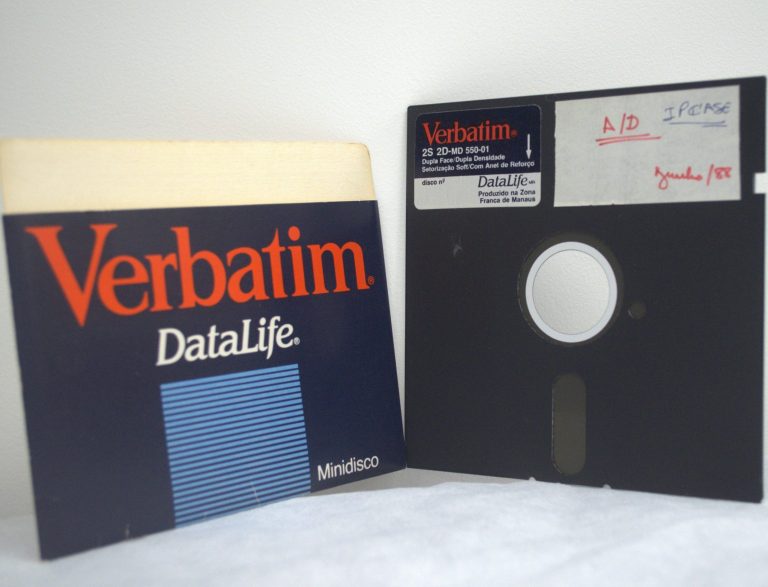 Verbatim®
DataLife®
Minidisco
Verbatim®
2S 2D-MD 550-01
Dupla Face/Dupla Densidade
Setorização Soft/Com Anel de Reforço
disco nº
DataLife
Produzido na Zona
Franca de Manaus
A/D
Junho/88